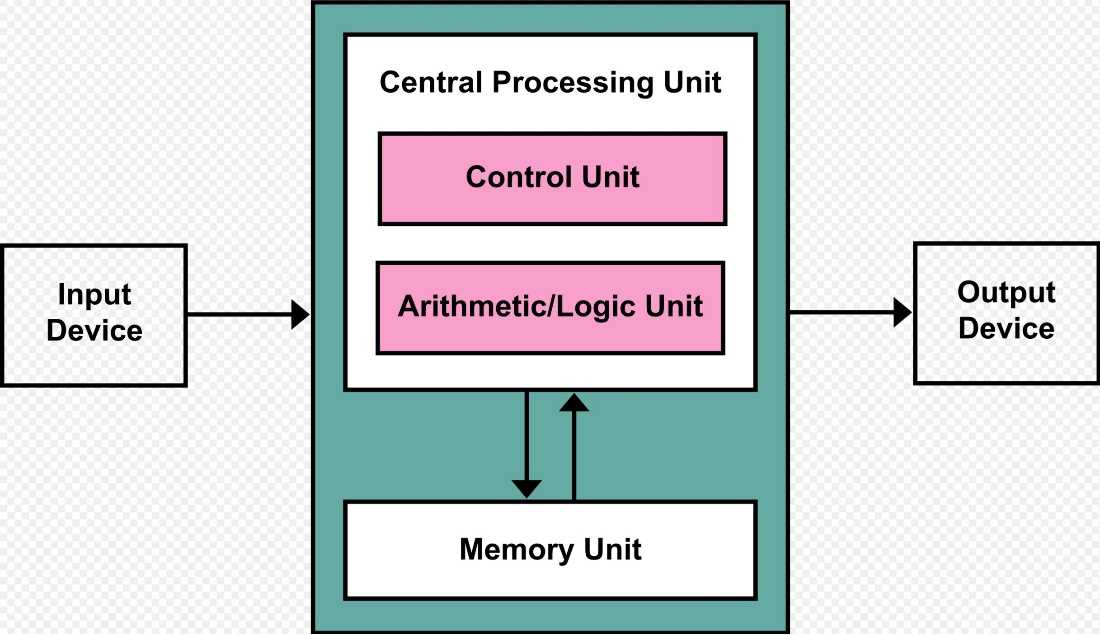 Central Processing Unit
Control Unit
Arithmetic/Logic Unit
Input
Device
Output
Device
Memory Unit